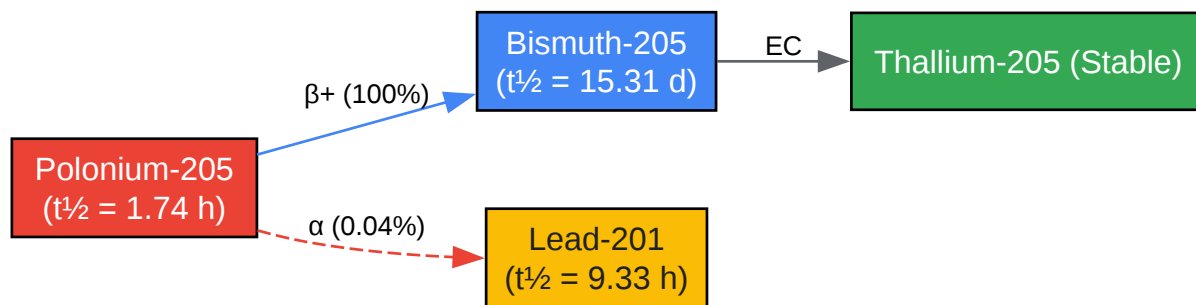 Bismuth-205
(t½ = 15.31 d)
EC
Thallium-205 (Stable)
β+ (100%)
Polonium-205
(t½ = 1.74 h)
α (0.04%)
Lead-201
(t½ = 9.33 h)